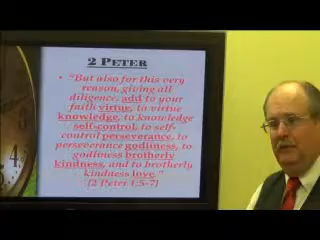 2 PETER
• "But also for this very
reason, giving all
diligence, add to your
faith virtue, to virtue
knowledge, to knowledge
self-control, to self-
control perseverance, to
perseverance godliness, to
godliness brotherly
kindness, and to brotherly
kindness love."
(2 Peter 1:5-7)
4